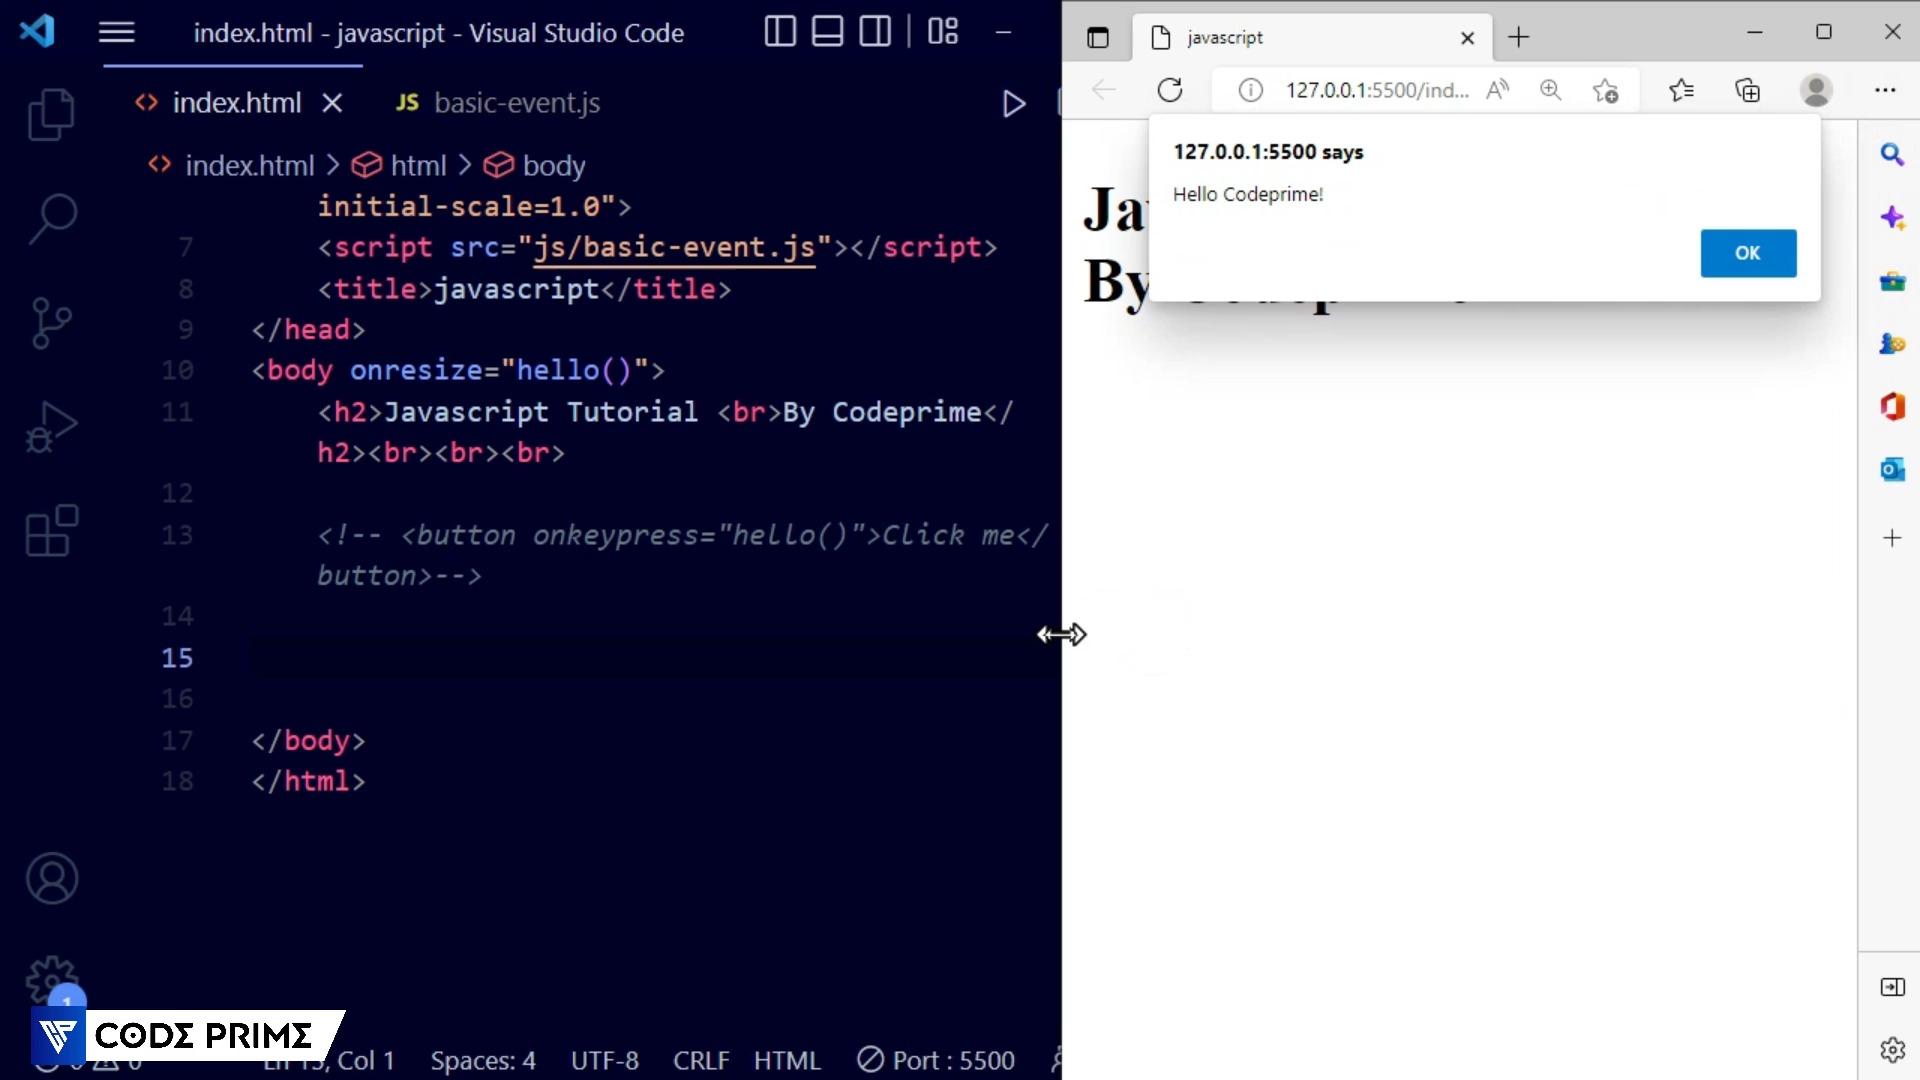 index.html - javascript - Visual Studio Code
index.html
JS basic-event.js
index.html > html > body
initial-scale=1.0">
7 <script src="js/basic-event.js"></script>
8 <title>javascript</title>
9 </head>
10 <body onresize="hello()">
11 <h2>Javascript Tutorial <br>By Codeprime</
h2><br><br><br>
12
13 <!-- <button onkeypress="hello()">Click me</
button>-->
14
15
16
17 </body>
18 </html>
1
CODΣ PRIMΣ
Col 1 Spaces: 4 UTF-8 CRLF HTML Port : 5500
javascript
127.0.0.1:5500/ind...
127.0.0.1:5500 says
Hello Codeprime!
OK
Ja
By